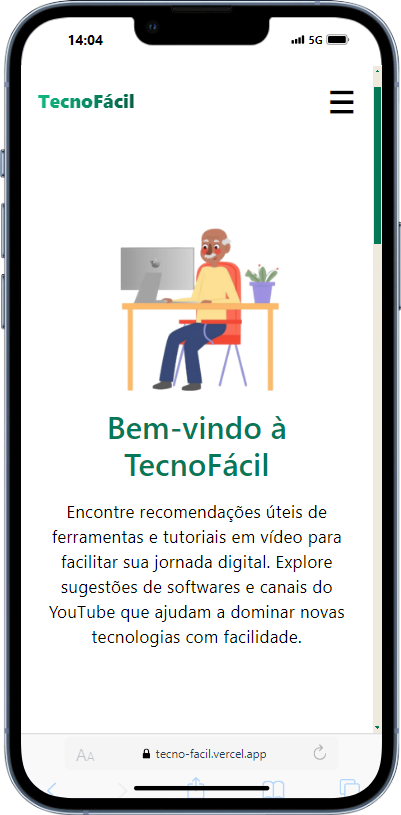 14:04
5G
TecnoFácil
Bem-vindo à
TecnoFácil
Encontre recomendações úteis de
ferramentas e tutoriais em vídeo para
facilitar sua jornada digital. Explore
sugestões de softwares e canais do
YouTube que ajudam a dominar novas
tecnologias com facilidade.
AA
tecno-facil.vercel.app